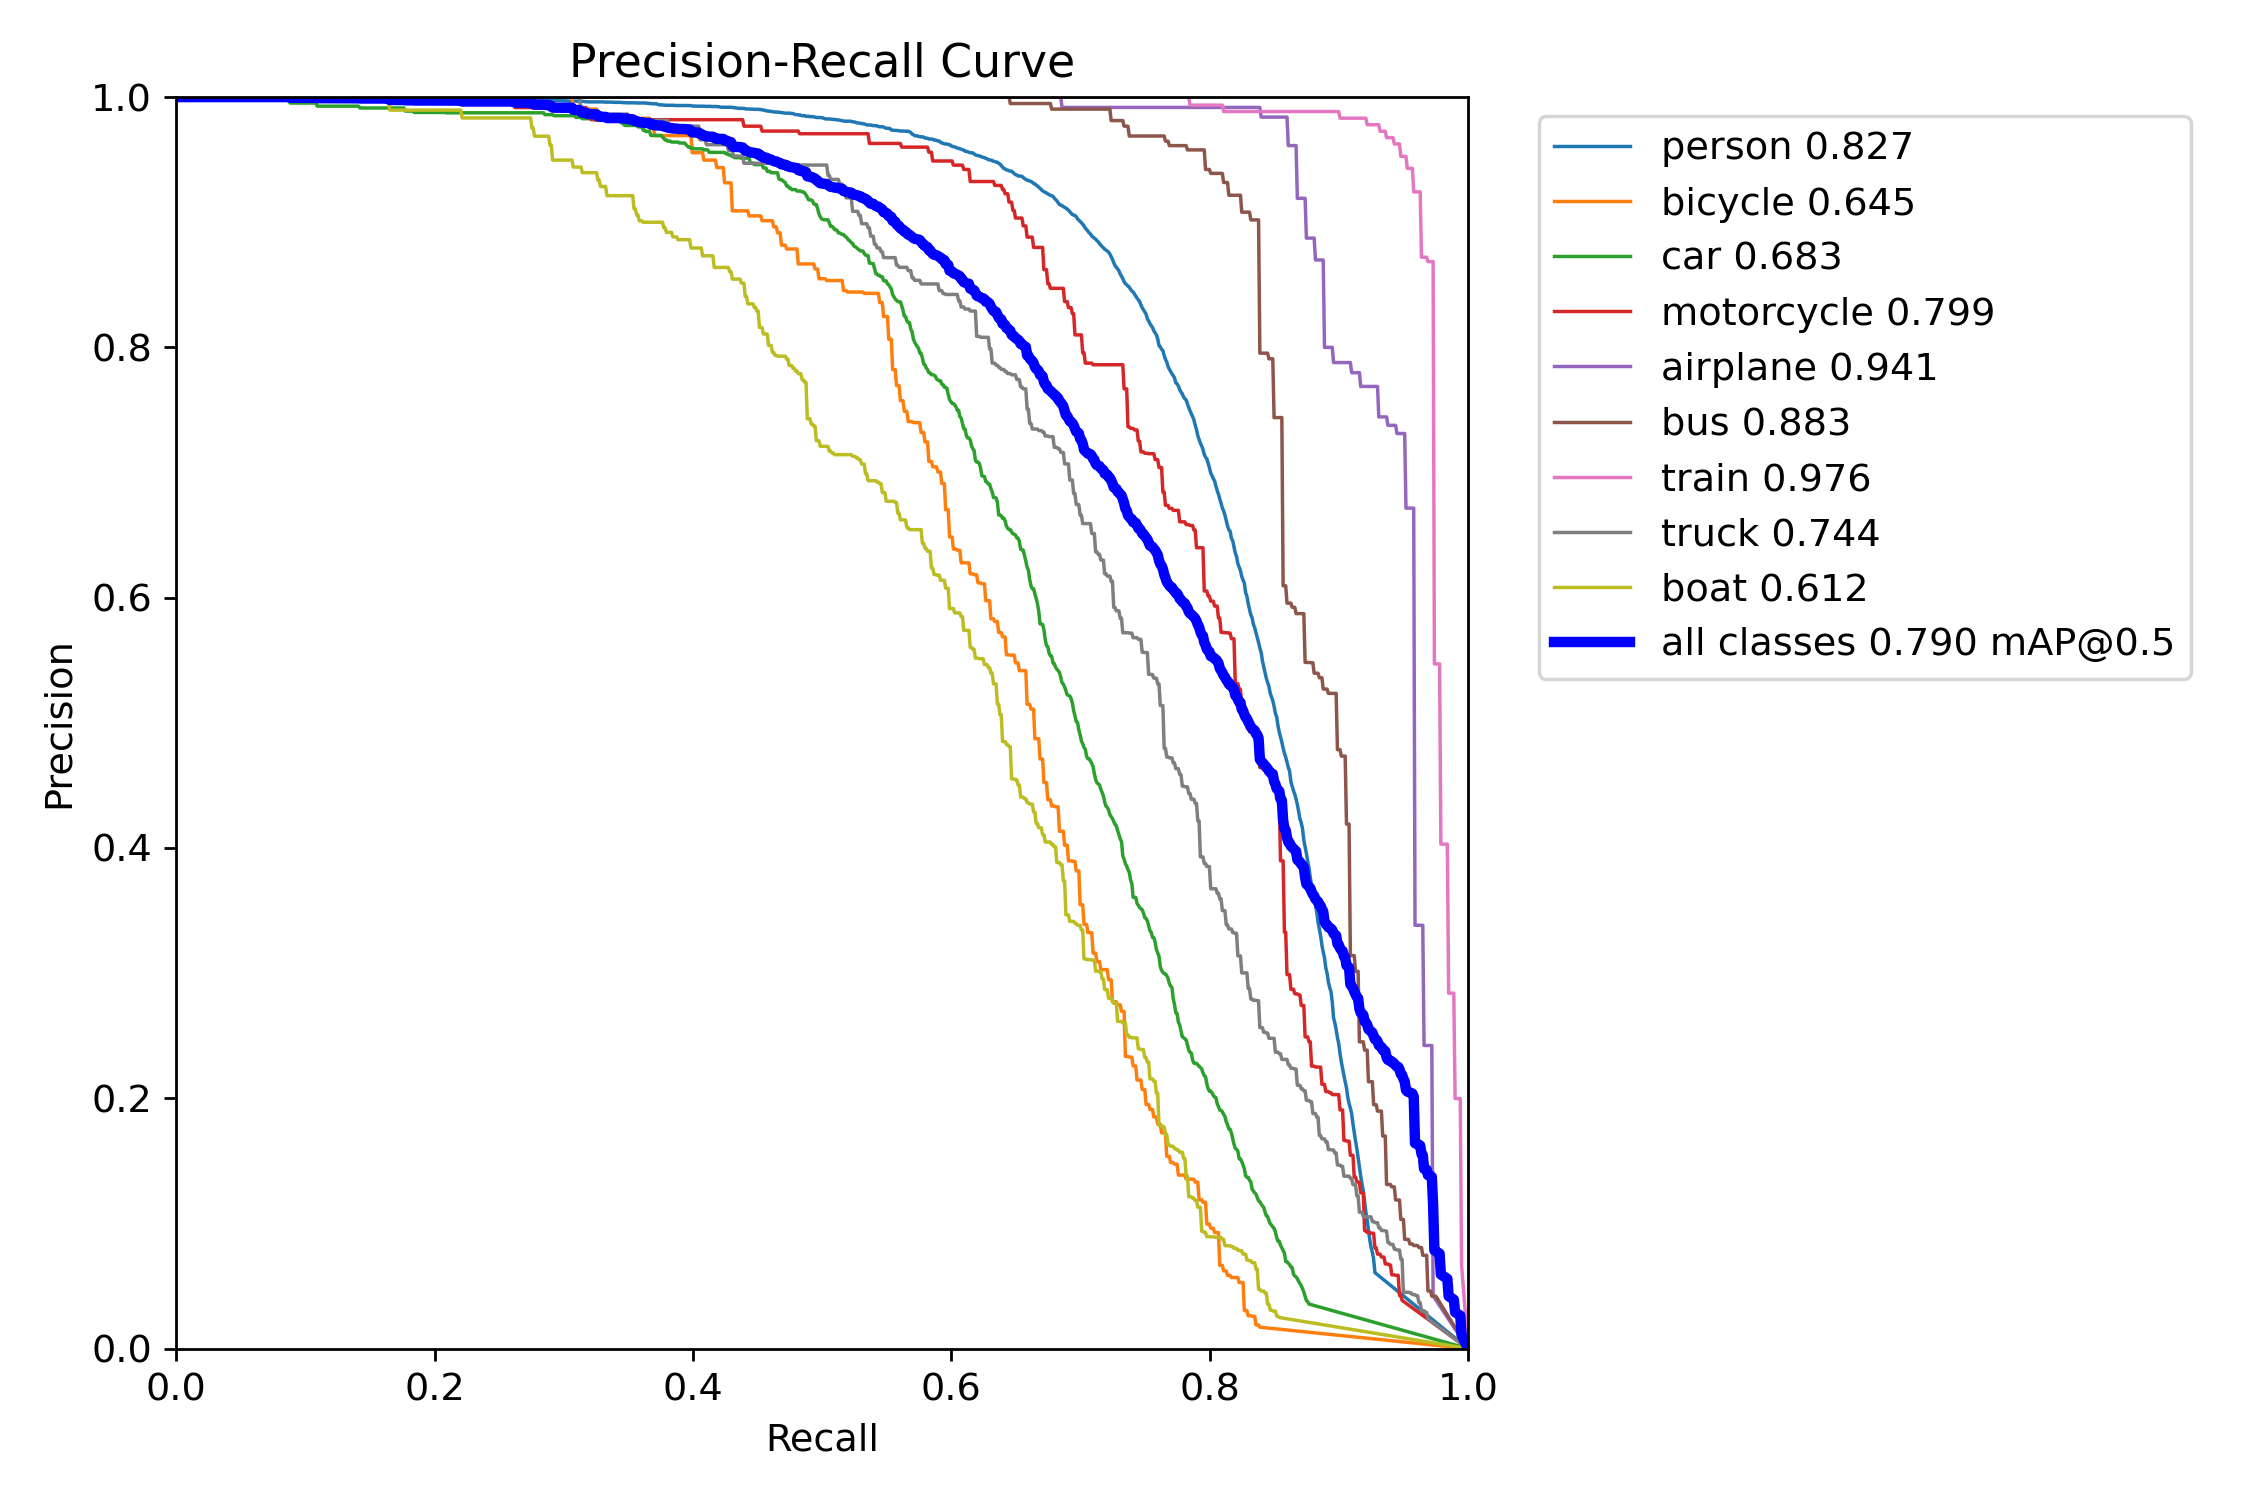 Precision-Recall Curve
1.0
0.8
0.6
0.4
0.2
0.0
Precision
0.0 0.2 0.4 0.6 0.8 1.0
Recall
person 0.827
bicycle 0.645
car 0.683
motorcycle 0.799
airplane 0.941
bus 0.883
train 0.976
truck 0.744
boat 0.612
all classes 0.790 mAP@0.5